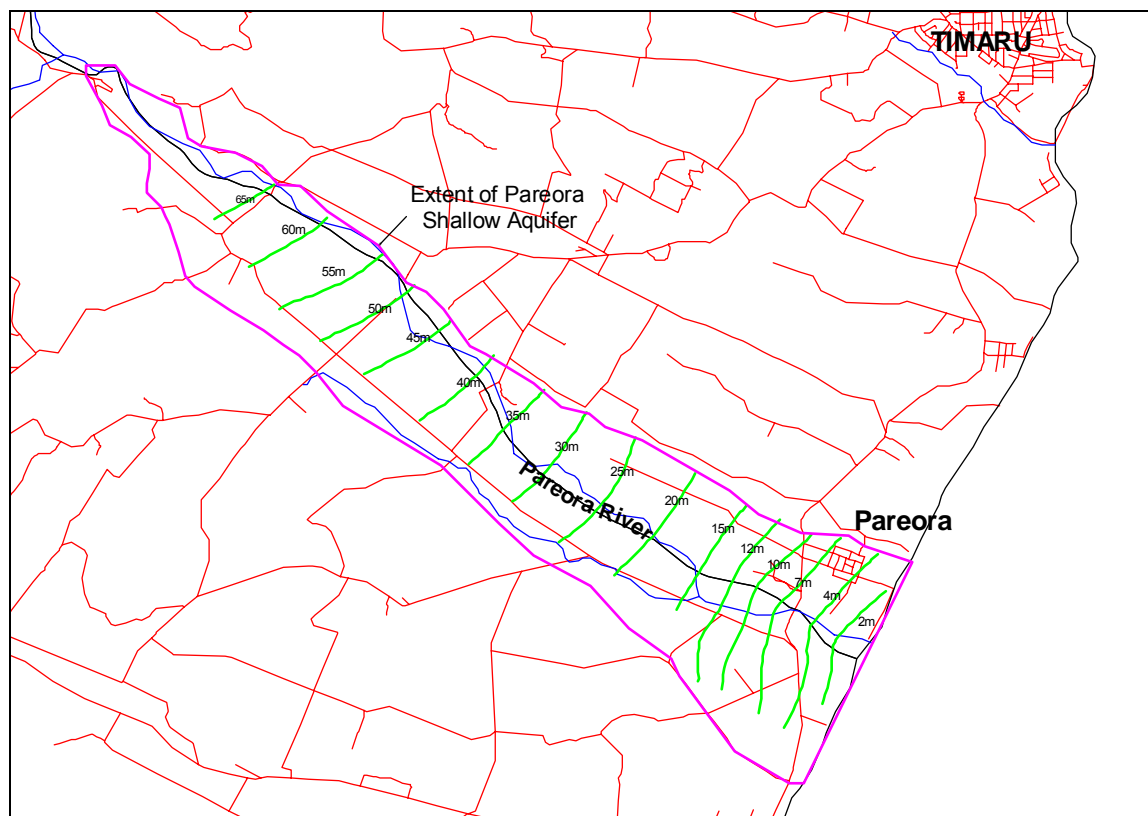 TIMARU
Extent of Pareora
Shallow Aquifer
65m
60m
55m
50m
45m
40m
35m
30m
25m
20m
15m
12m
10m
7m
4m
2m
Pareora River
Pareora